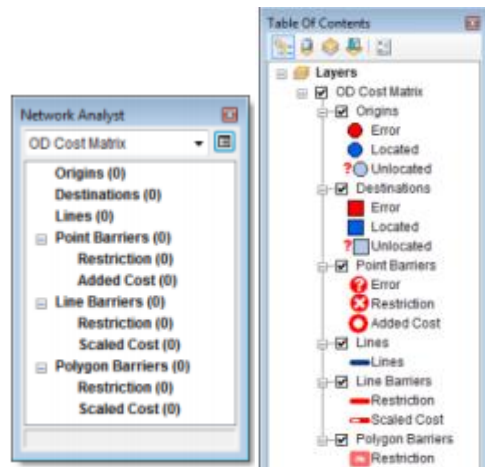 Network Analyst
OD Cost Matrix
Origins (0)
Destinations (0)
Lines (0)
Point Barriers (0)
Restriction (0)
Added Cost (0)
Line Barriers (0)
Restriction (0)
Scaled Cost (0)
Polygon Barriers (0)
Restriction (0)
Scaled Cost (0)
Table Of Contents
Layers
OD Cost Matrix
Origins
Error
Located
? Unlocated
Destinations
Error
Located
? Unlocated
Point Barriers
? Error
Restriction
Added Cost
Lines
Lines
Line Barriers
Restriction
Scaled Cost
Polygon Barriers
Restriction